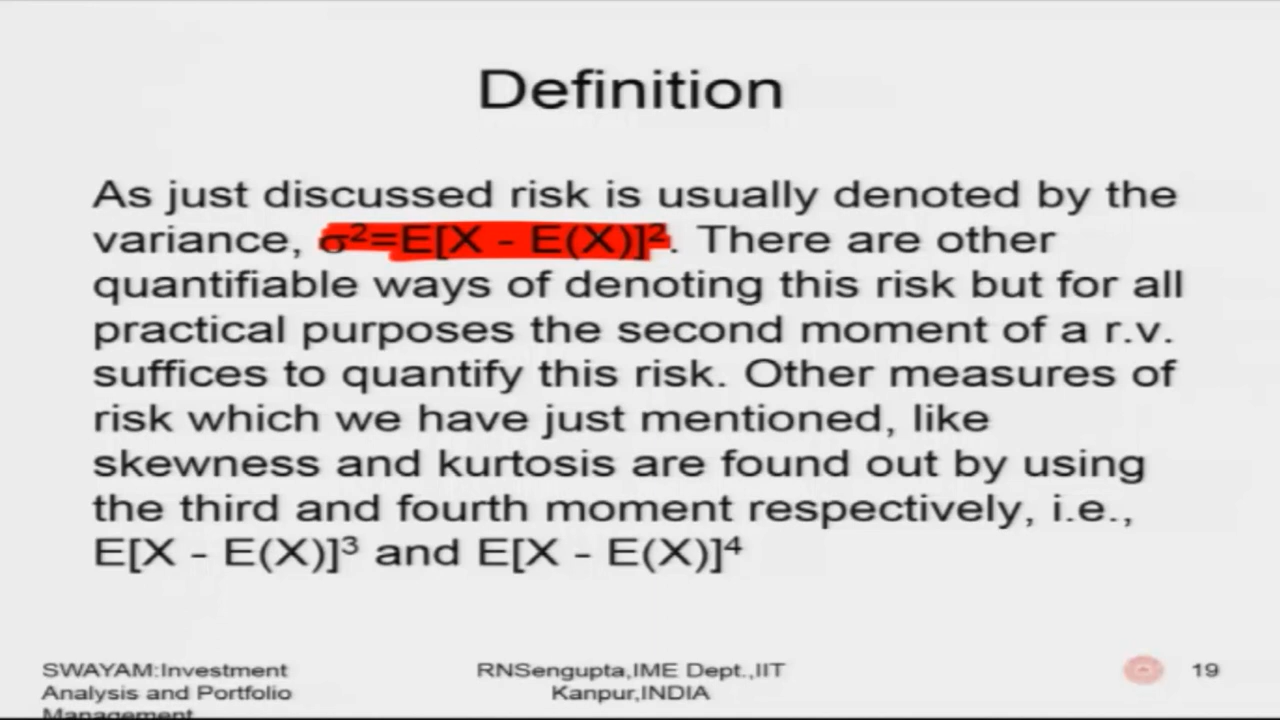 Definition
As just discussed risk is usually denoted by the
variance, σ²=E[X - E(X)]². There are other
quantifiable ways of denoting this risk but for all
practical purposes the second moment of a r.v.
suffices to quantify this risk. Other measures of
risk which we have just mentioned, like
skewness and kurtosis are found out by using
the third and fourth moment respectively, i.e.,
E[X - E(X)]³ and E[X - E(X)]⁴
SWAYAM:Investment
Analysis and Portfolio
Management
RNSengupta,IME Dept.,IIT
Kanpur,INDIA
19